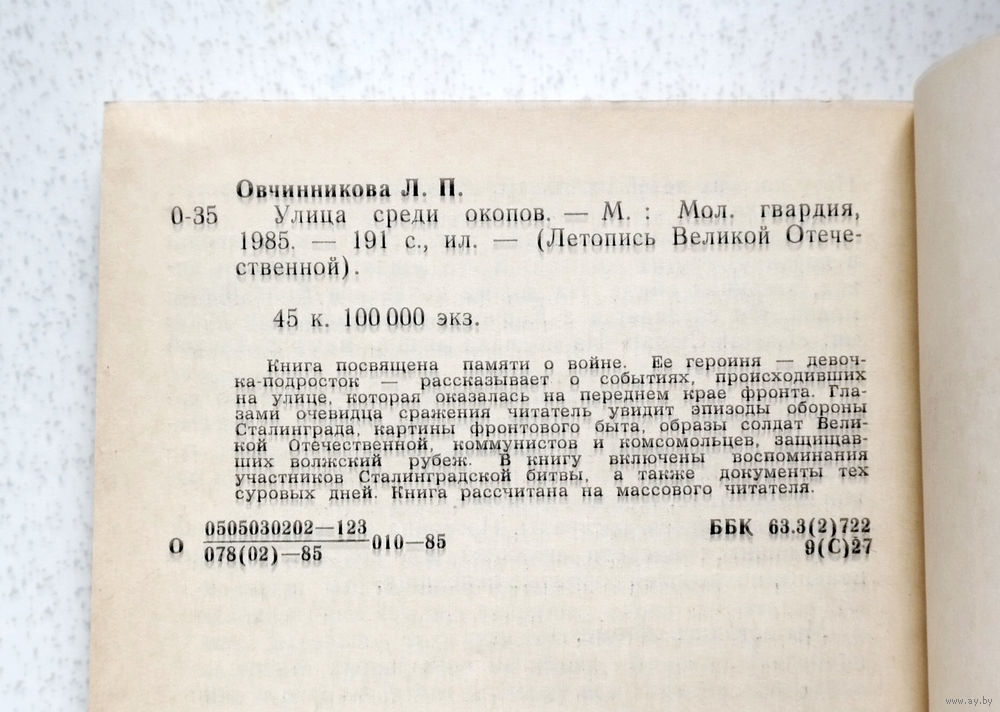 Овчинникова Л. П.
О-35 Улица среди окопов. — М. : Мол. гвардия,
1985. — 191 с., ил. — (Летопись Великой Отече-
ственной).
45 к. 100 000 экз.
Книга посвящена памяти о войне. Ее героиня — девоч-
ка-подросток — рассказывает о событиях, происходивших
на улице, которая оказалась на переднем крае фронта. Гла-
зами очевидца сражения читатель увидит эпизоды обороны
Сталинграда, картины фронтового быта, образы солдат Вели-
кой Отечественной, коммунистов и комсомольцев, защищав-
ших волжский рубеж. В книгу включены воспоминания
участников Сталинградской битвы, а также документы тех
суровых дней. Книга рассчитана на массового читателя.
О 0505030202—123 010—85 ББК 63.3(2)722
078(02)—85 9(С)27
www.ay.by